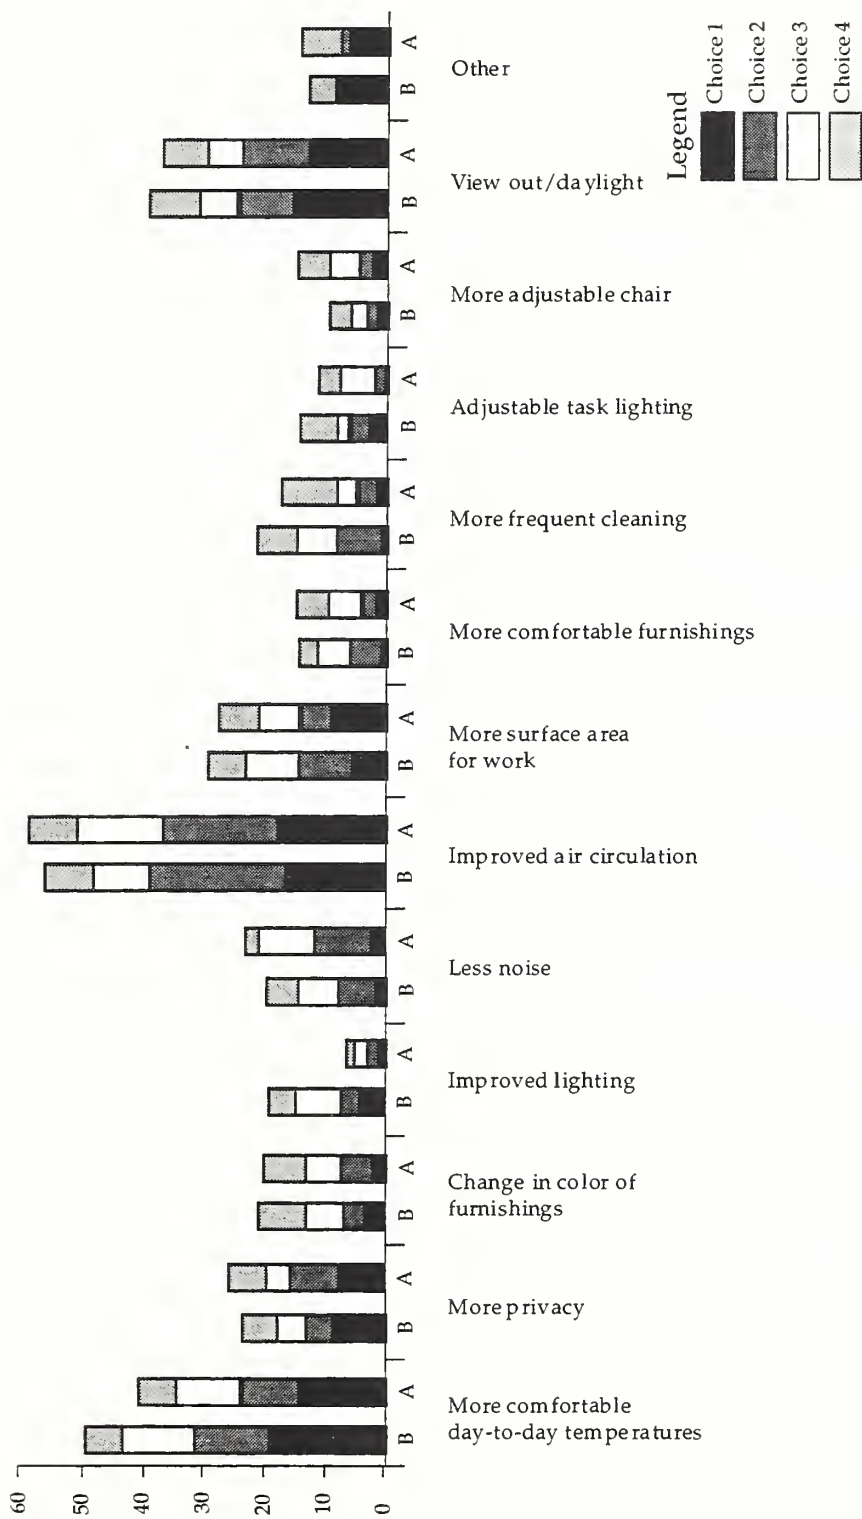 A
B
Other
A
B
View out/daylight
A
B
More adjustable chair
A
B
Adjustable task lighting
A
B
More frequent cleaning
A
B
More comfortable furnishings
A
B
More surface area
for work
A
B
Improved air circulation
A
B
Less noise
A
B
Improved lighting
A
B
Change in color of
furnishings
A
B
More privacy
A
B
More comfortable
day-to-day temperatures
60
50
40
30
20
10
0
Legend
Choice 1
Choice 2
Choice 3
Choice 4